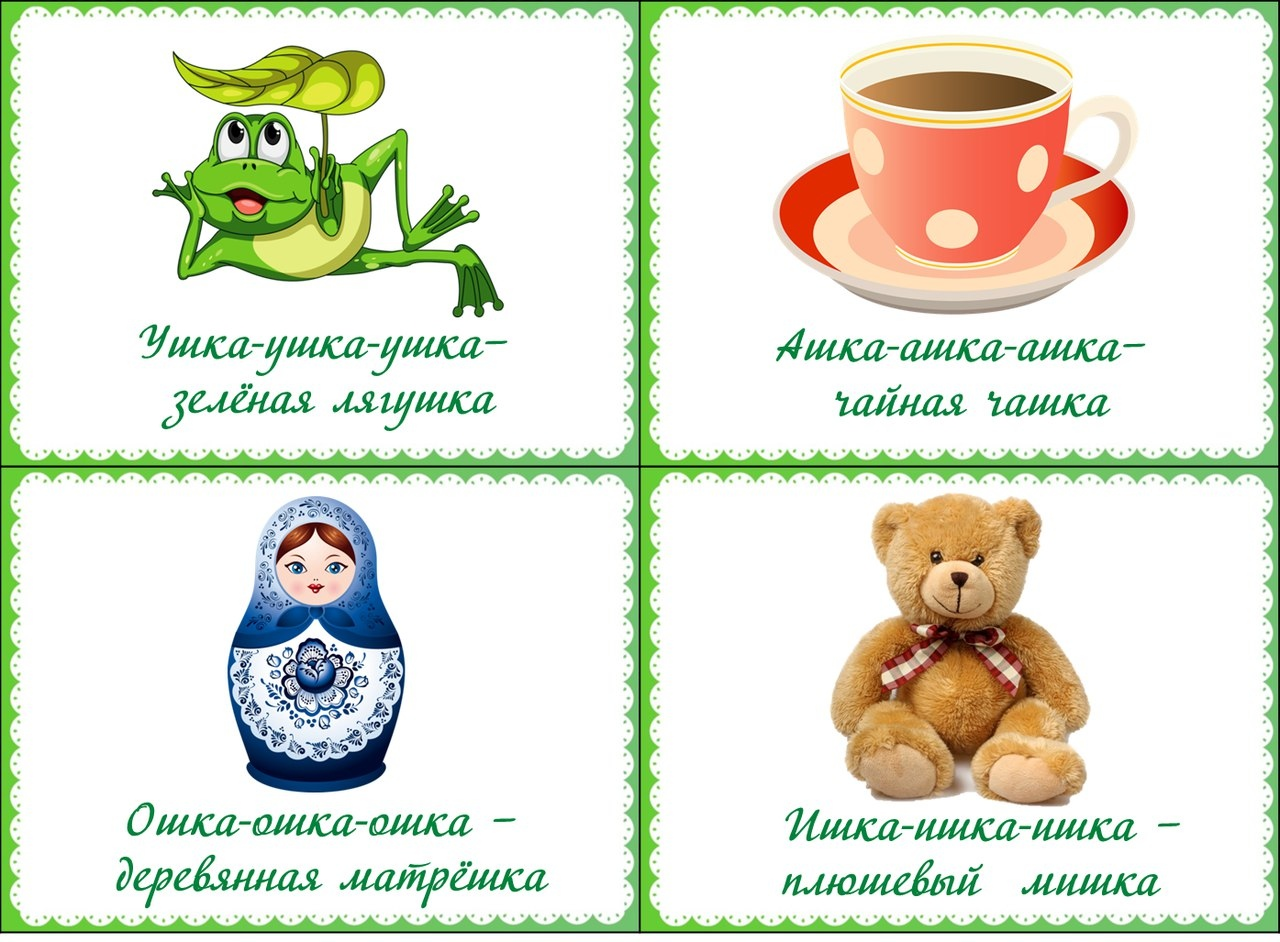 Ушка-ушка-ушка–
зелёная лягушка
Ашка-ашка-ашка–
чайная чашка
Ошка-ошка-ошка –
деревянная матрёшка
Ишка-ишка-ишка –
плюшевый мишка